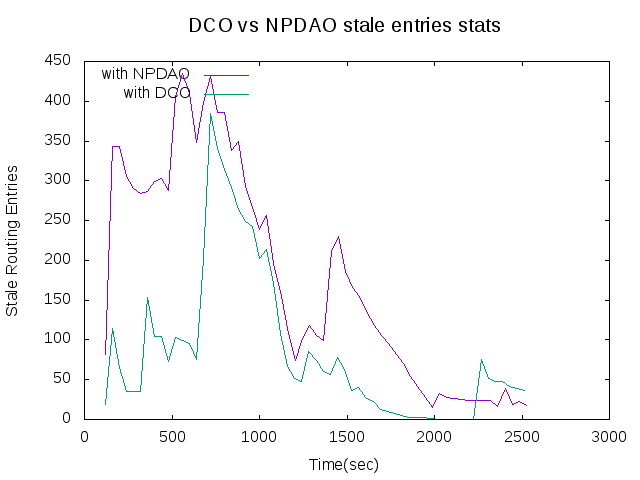 DCO vs NPDAO stale entries stats
450
400
350
300
250
200
150
100
50
0
0 500 1000 1500 2000 2500 3000
Stale Routing Entries
Time(sec)
with NPDAO
with DCO